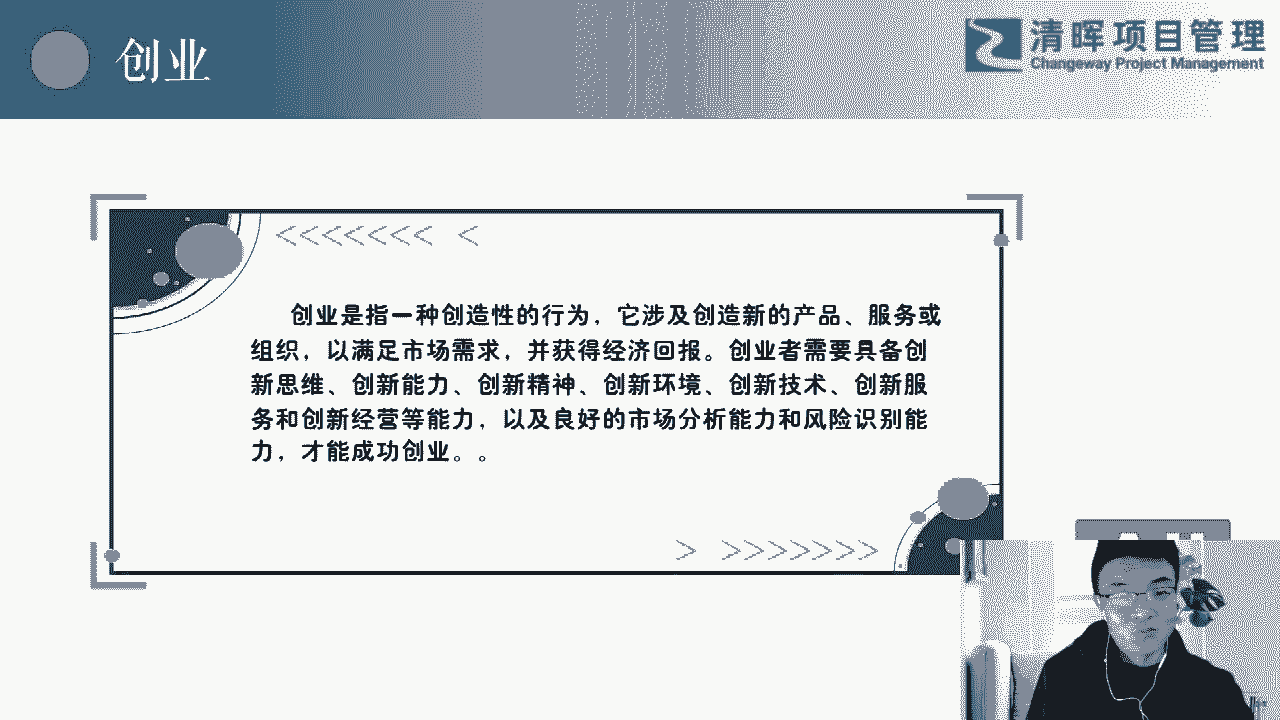 创业
清晖项目管理
Changeway Project Management
创业是指一种创造性的行为，它涉及创造新的产品、服务或
组织，以满足市场需求，并获得经济回报。创业者需要具备创
新思维、创新能力、创新精神、创新环境、创新技术、创新服
务和创新经营等能力，以及良好的市场分析能力和风险识别能
力，才能成功创业。。